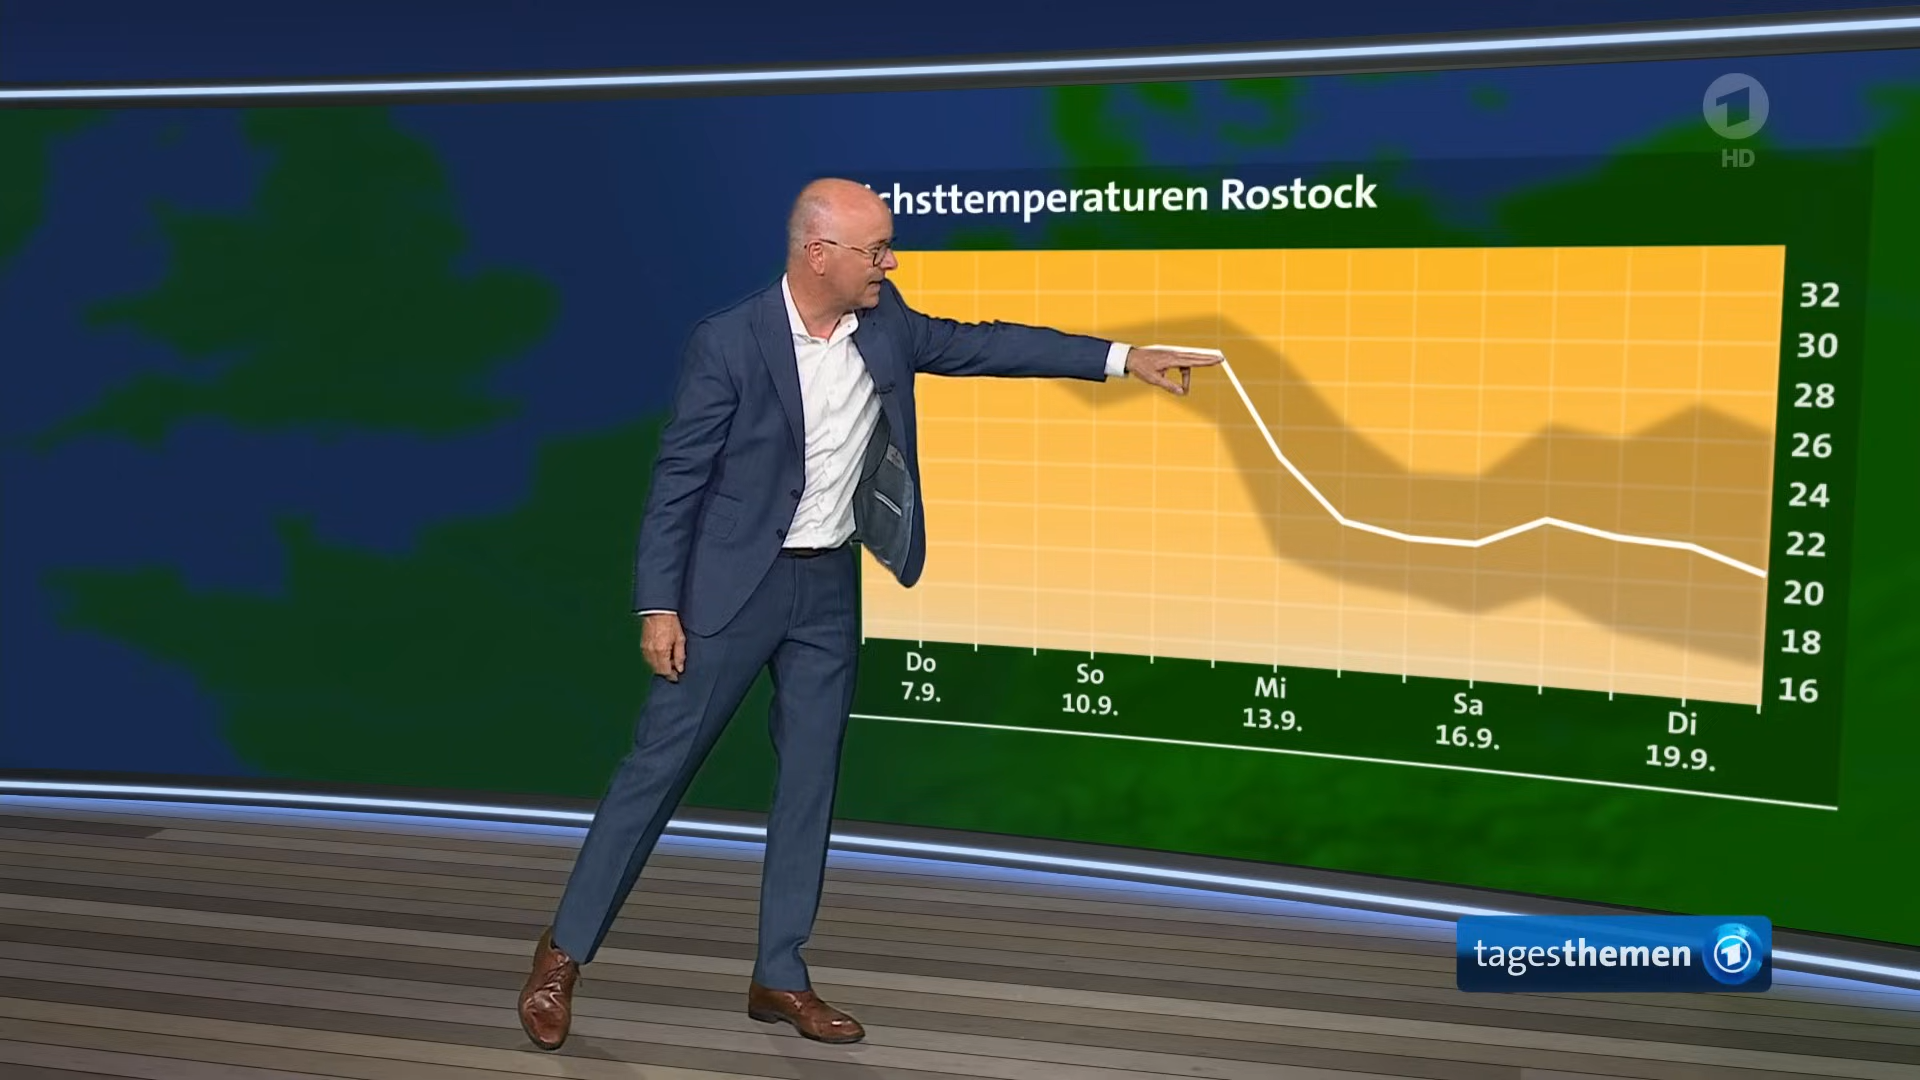 HD
chsttemperaturen Rostock
32
30
28
26
24
22
20
18
16
Do
7.9.
So
10.9.
Mi
13.9.
Sa
16.9.
Di
19.9.
tagesthemen